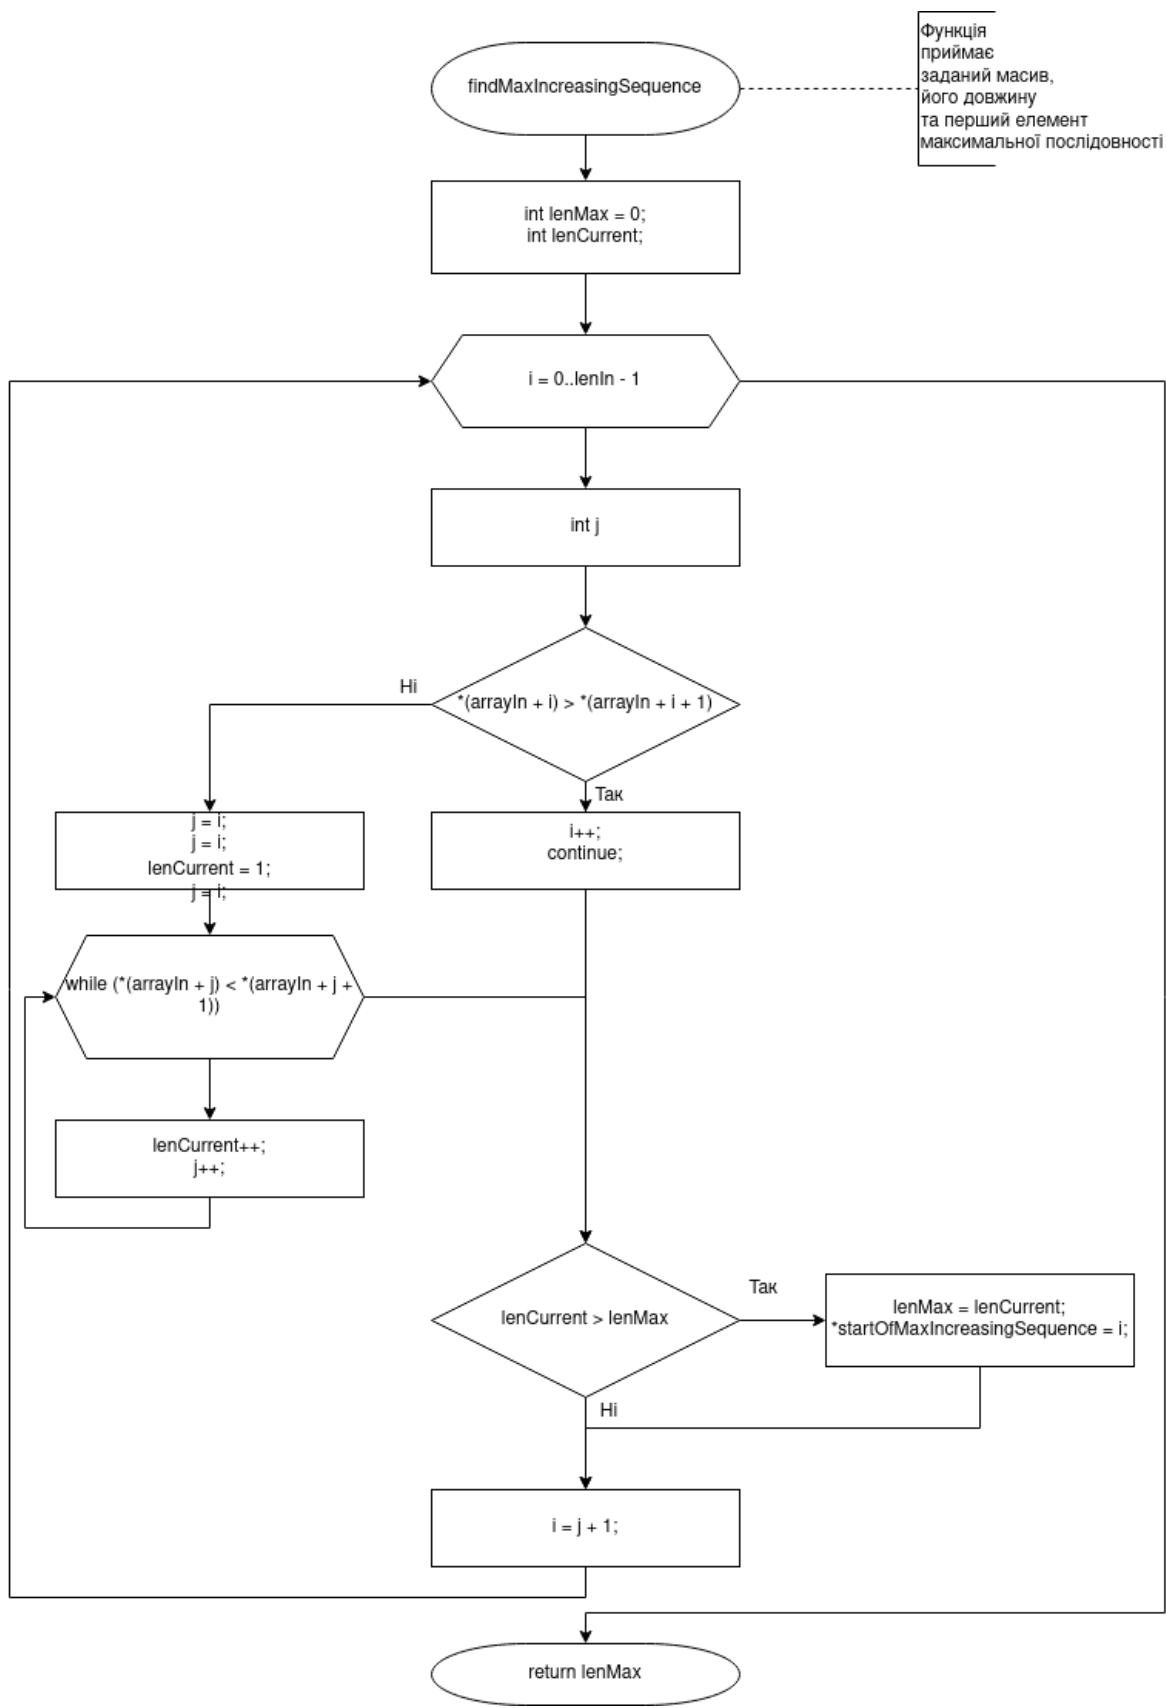 findMaxIncreasingSequence
Функція
приймає
заданий масив,
його довжину
та перший елемент
максимальної послідовності
int lenMax = 0;
int lenCurrent;
i = 0..lenIn - 1
int j
*(arrayIn + i) > *(arrayIn + i + 1)
Ні
Так
j = i;
j = i;
lenCurrent = 1;
j = i;
i++;
continue;
while (*(arrayIn + j) < *(arrayIn + j +
1))
lenCurrent++;
j++;
lenCurrent > lenMax
Так
lenMax = lenCurrent;
*startOfMaxIncreasingSequence = i;
Ні
i = j + 1;
return lenMax